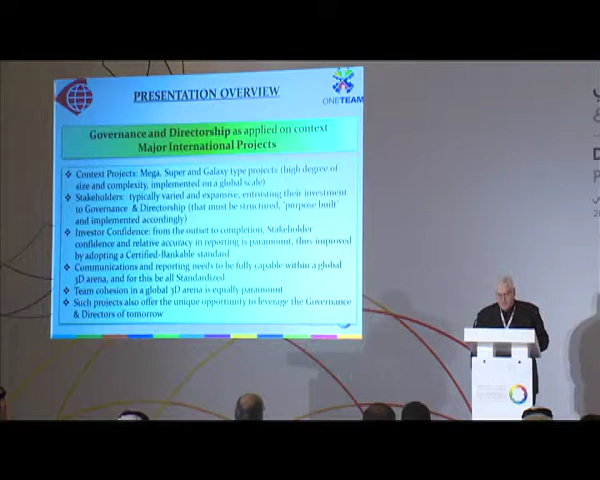 PRESENTATION OVERVIEW
ONETEAM
Governance and Directorship as applied on context
Major International Projects
❖ Context Projects: Mega, Super and Galaxy type projects (high degree of
size and complexity, implemented on a global scale)
❖ Stakeholders: typically varied and expansive, entrusting their investment
to Governance & Directorship (that must be structured, 'purpose built'
and implemented accordingly)
❖ Investor Confidence: from the outset to completion, Stakeholder
confidence and relative accuracy in reporting is paramount, thus improved
by adopting a Certified-Bankable standard
❖ Communications and reporting needs to be fully capable within a global
3D arena, and for this be all Standardized
❖ Team cohesion in a global 3D arena is equally paramount
❖ Such projects also offer the unique opportunity to leverage the Governance
& Directors of tomorrow